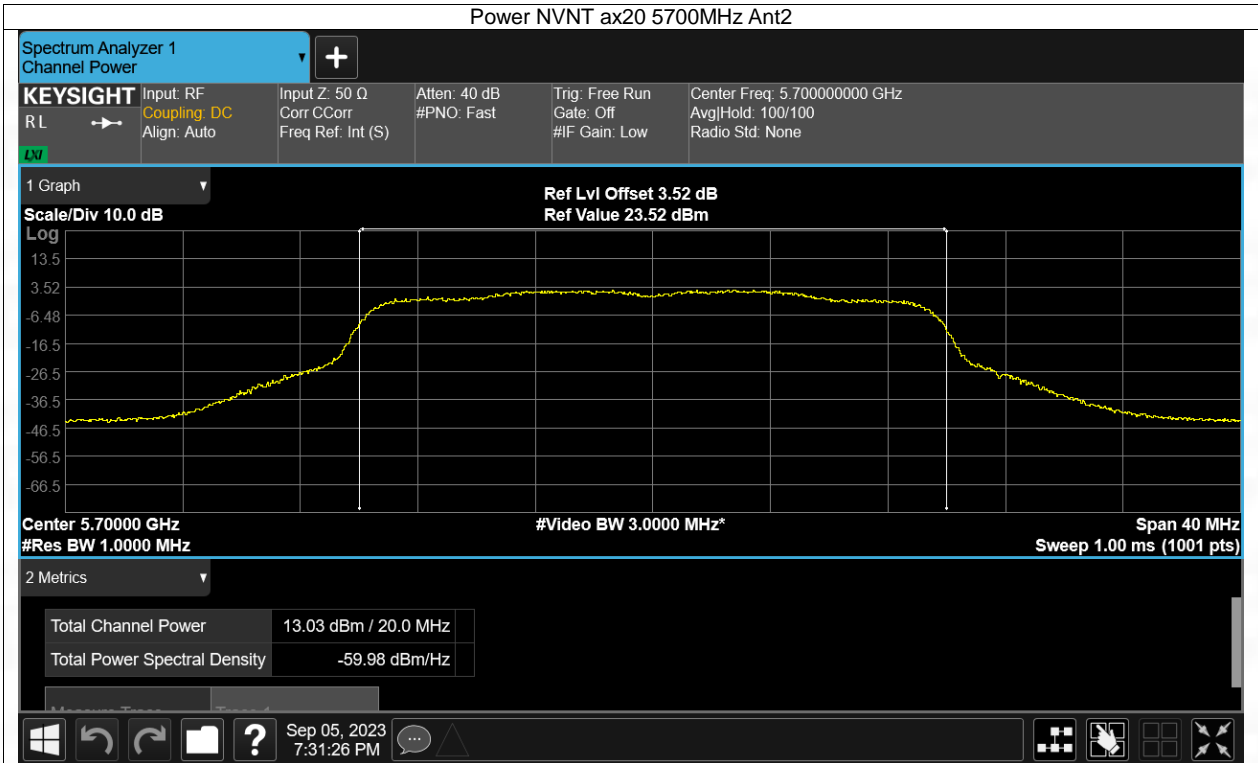 Power NVNT ax20 5700MHz Ant2
Spectrum Analyzer 1
Channel Power
+
KEYSIGHT
R L
LXI
Input: RF
Coupling: DC
Align: Auto
Input Z: 50 Ω
Corr CCorr
Freq Ref: Int (S)
Atten: 40 dB
#PNO: Fast
Trig: Free Run
Gate: Off
#IF Gain: Low
Center Freq: 5.700000000 GHz
Avg|Hold: 100/100
Radio Std: None
1 Graph
Scale/Div 10.0 dB
Ref Lvl Offset 3.52 dB
Ref Value 23.52 dBm
Log
13.5
3.52
-6.48
-16.5
-26.5
-36.5
-46.5
-56.5
-66.5
Center 5.70000 GHz
#Video BW 3.0000 MHz*
Span 40 MHz
#Res BW 1.0000 MHz
Sweep 1.00 ms (1001 pts)
2 Metrics
Total Channel Power 13.03 dBm / 20.0 MHz
Total Power Spectral Density -59.98 dBm/Hz
?
Sep 05, 2023
7:31:26 PM